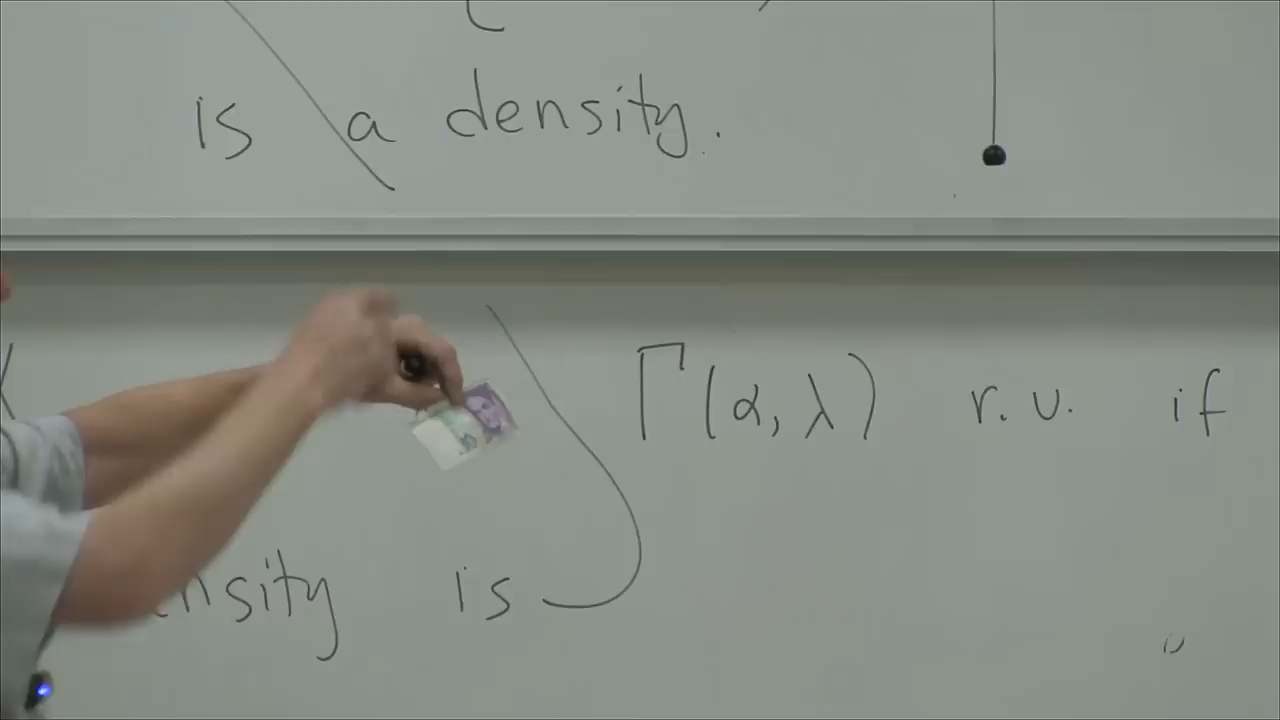 is a density.
Γ(α, λ) r.v. if
nsity is